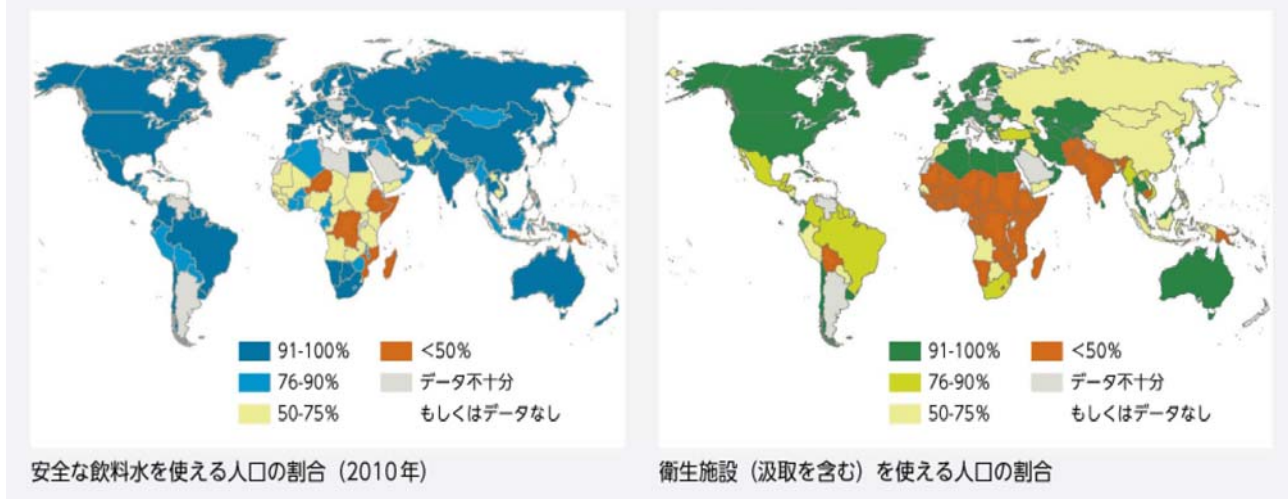 91-100%
<50%
76-90%
データ不十分
50-75%
もしくはデータなし
安全な飲料水を使える人口の割合（2010年）
91-100%
<50%
76-90%
データ不十分
50-75%
もしくはデータなし
衛生施設（汲取を含む）を使える人口の割合